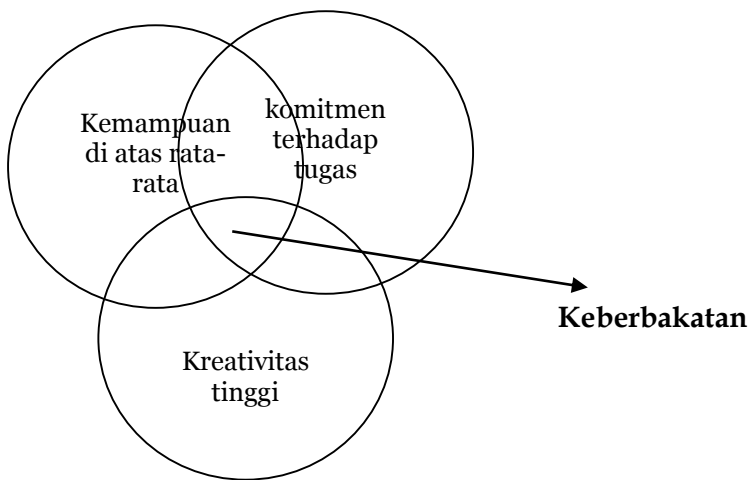 Kemampuan
di atas rata-
rata
komitmen
terhadap
tugas
Keberbakatan
Kreativitas
tinggi